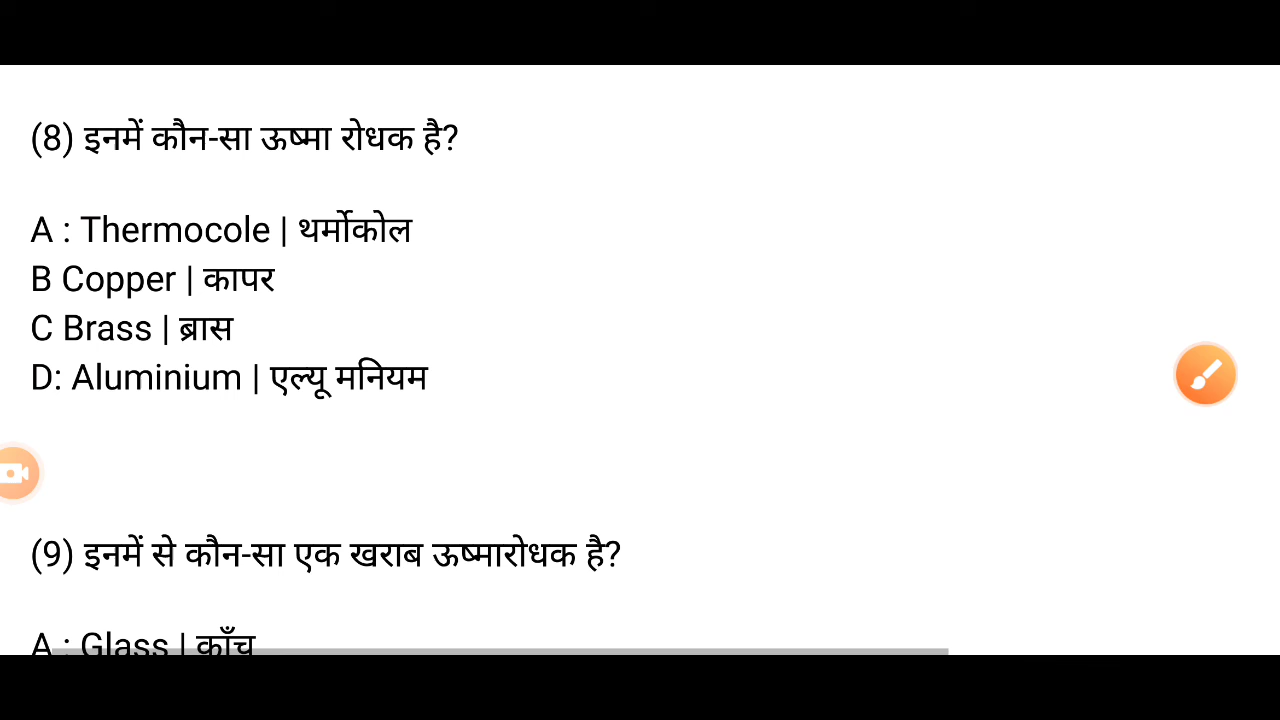 (8) इनमें कौन-सा ऊष्मा रोधक है?
A : Thermocole | थर्मोकोल
B Copper | कापर
C Brass | ब्रास
D: Aluminium | एल्यू मनियम
(9) इनमें से कौन-सा एक खराब ऊष्मारोधक है?
A : Glass | काँच